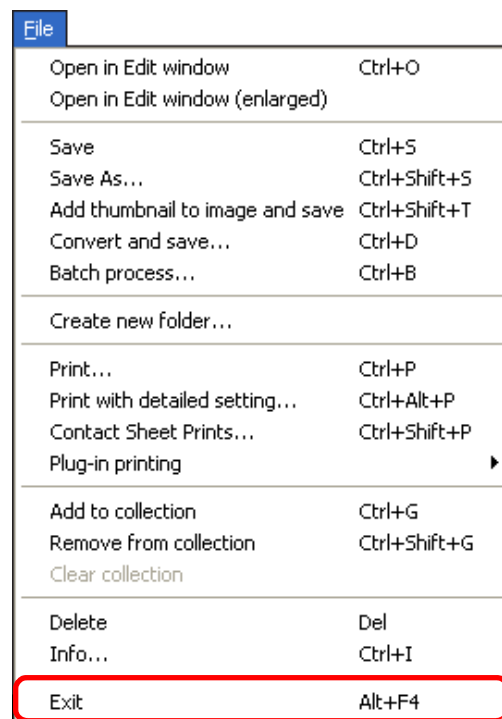 File
Open in Edit window Ctrl+O
Open in Edit window (enlarged)
Save Ctrl+S
Save As... Ctrl+Shift+S
Add thumbnail to image and save Ctrl+Shift+T
Convert and save... Ctrl+D
Batch process... Ctrl+B
Create new folder...
Print... Ctrl+P
Print with detailed setting... Ctrl+Alt+P
Contact Sheet Prints... Ctrl+Shift+P
Plug-in printing
Add to collection Ctrl+G
Remove from collection Ctrl+Shift+G
Clear collection
Delete Del
Info... Ctrl+I
Exit Alt+F4